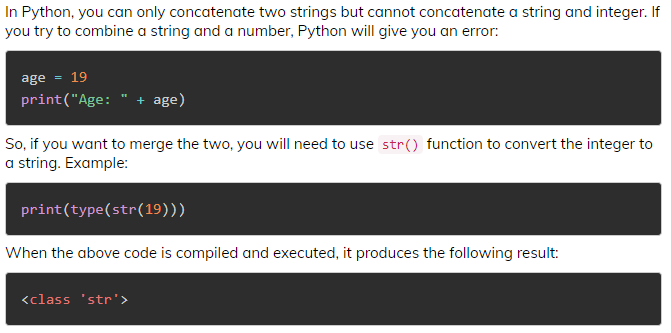 In Python, you can only concatenate two strings but cannot concatenate a string and integer. If
you try to combine a string and a number, Python will give you an error:
age = 19
print("Age: " + age)
So, if you want to merge the two, you will need to use str() function to convert the integer to
a string. Example:
print(type(str(19)))
When the above code is compiled and executed, it produces the following result:
<class 'str'>